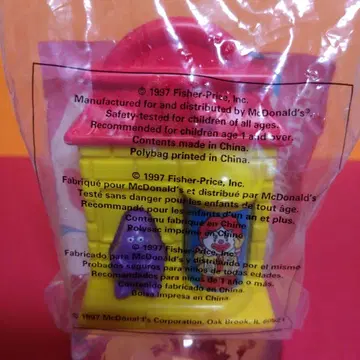 © 1997 Fisher-Price, Inc.
Manufactured for and distributed by McDonald's®.
Safety-tested for children of all ages.
Recommended for children age 1 and over.
Contents made in China.
Polybag printed in China.
© 1997 Fisher-Price, Inc.
Fabriqué pour McDonald's et distribué par McDonald's
Testé sans danger pour les enfants de tout âge.
Recommandé pour les enfants d'un an et plus.
Contenu fabriqué en Chine.
Polysac imprimé en Chine.
© 1997 Fisher-Price, Inc.
Fabricado para McDonald's y distribuido por el mismo
Probados seguros para niños de todas edades.
Recomendados para niños de 1 año o más.
Contenido fabricado en China.
Bolsa impresa en China.
© 1997 McDonald's Corporation, Oak Brook, IL 60521